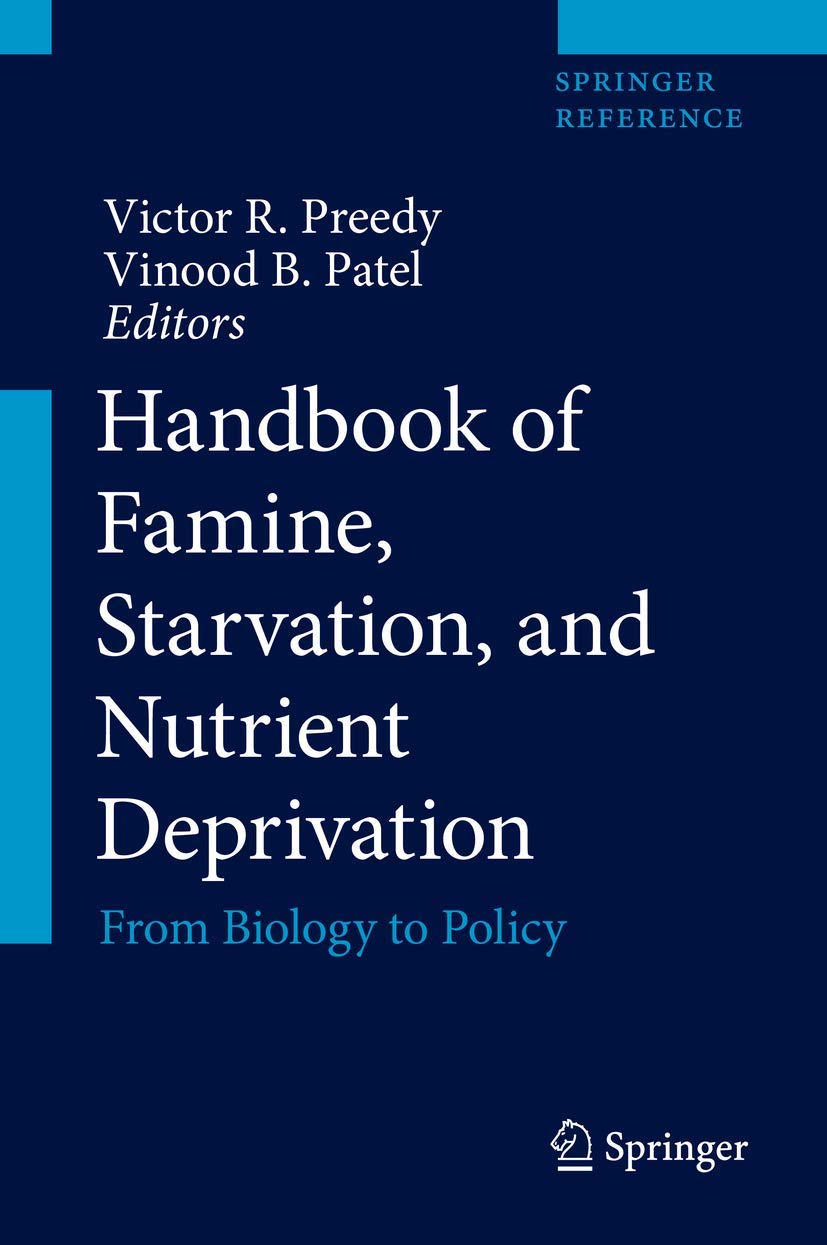 SPRINGER
REFERENCE
Victor R. Preedy
Vinood B. Patel
Editors
Handbook of
Famine,
Starvation, and
Nutrient
Deprivation
From Biology to Policy
Springer